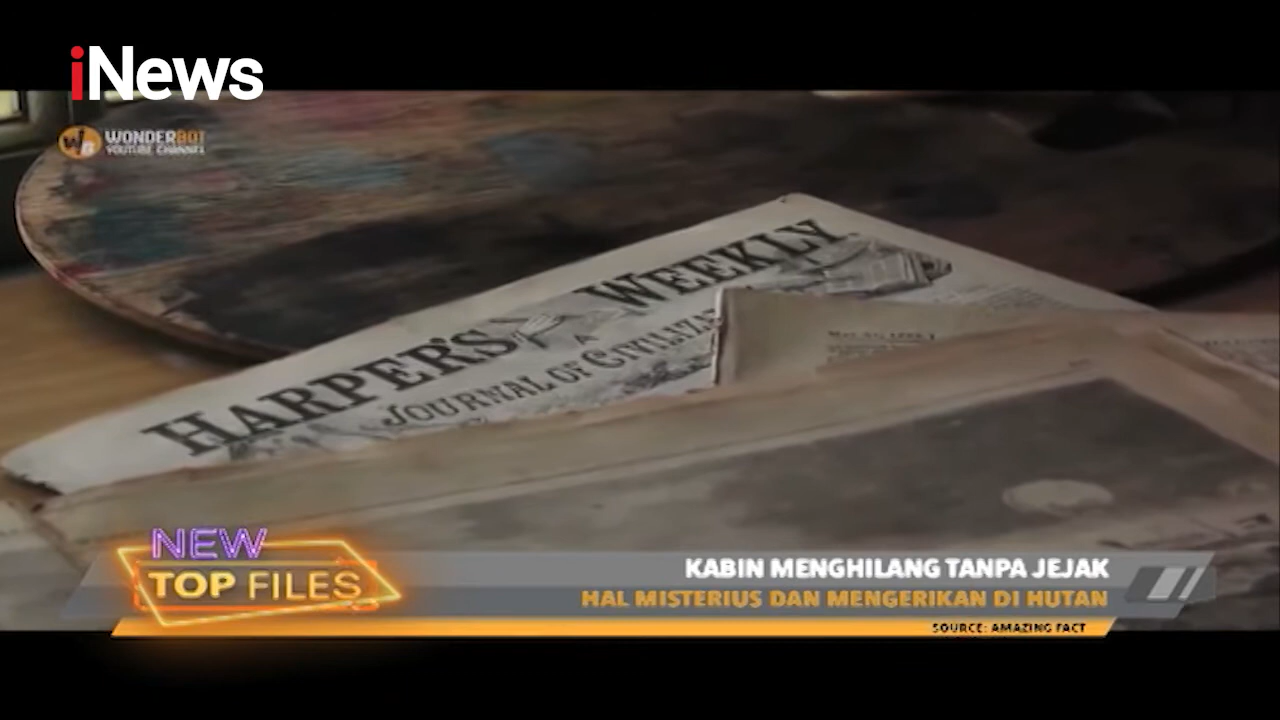 iNews
WONDERBOT
YOUTUBE CHANNEL
HARPER'S WEEKLY
A
JOURNAL OF CIVILIZA
NEW
TOP FILES
KABIN MENGHILANG TANPA JEJAK
HAL MISTERIUS DAN MENGERIKAN DI HUTAN
SOURCE: AMAZING FACT